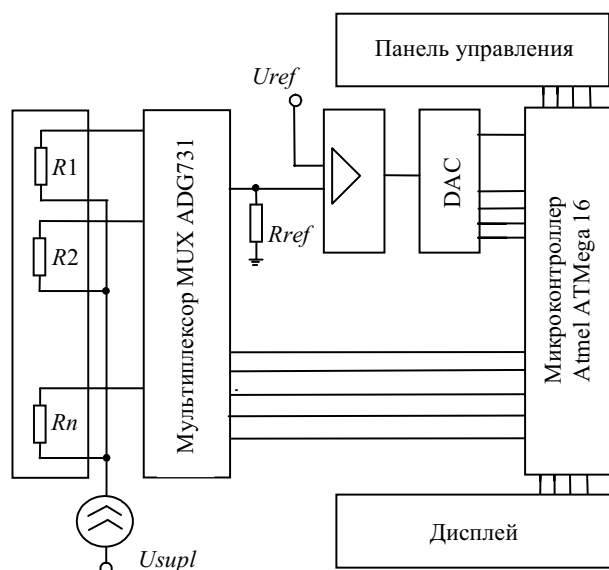 Панель управления
Uref
R1
R2
Rn
Мультиплексор MUX ADG731
Rref
DAC
Микроконтроллер
Atmel ATMega 16
Usupl
Дисплей